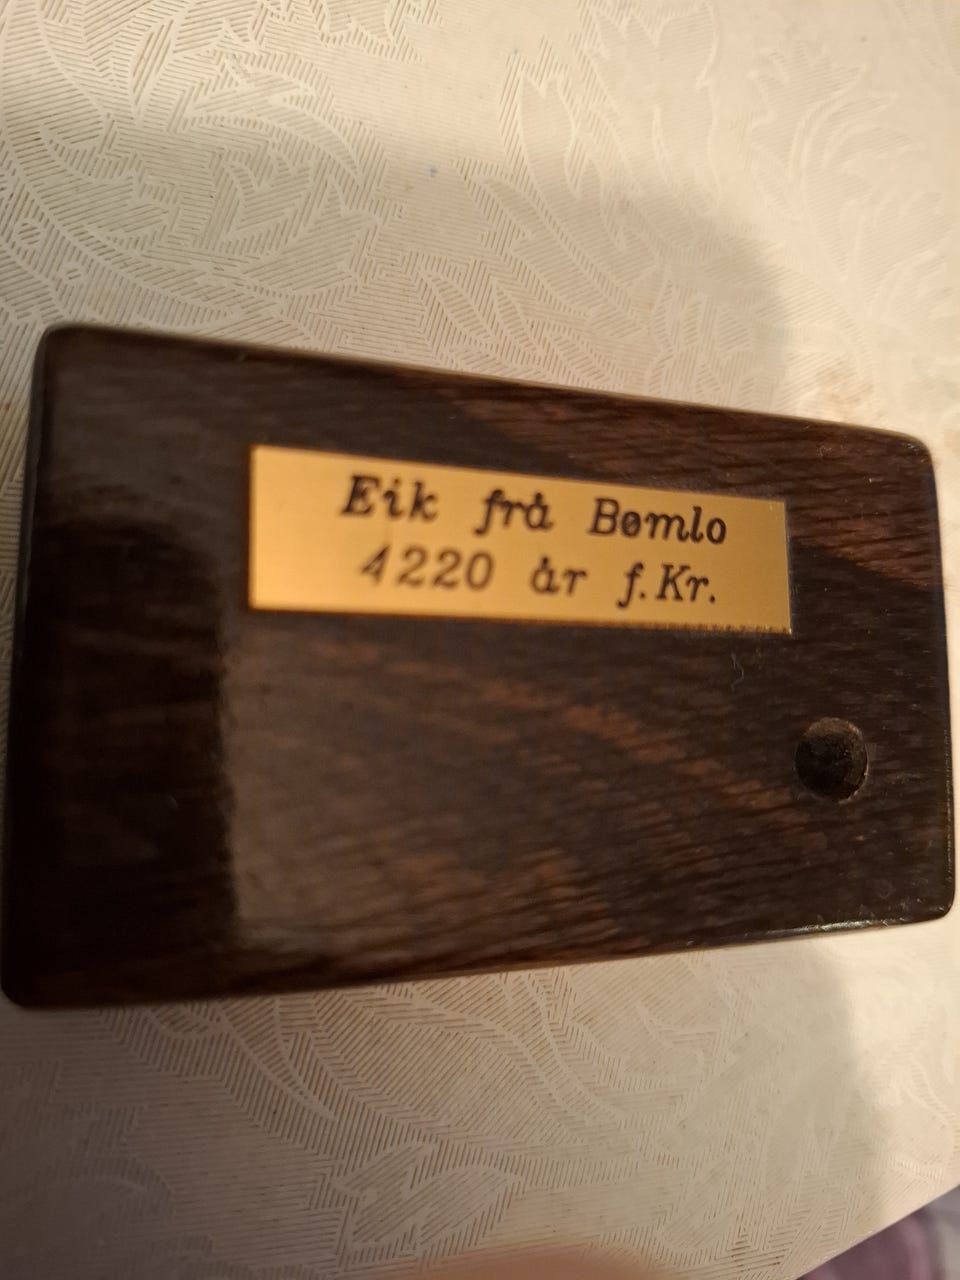 Eik frå Bømlo
4220 år f.Kr.